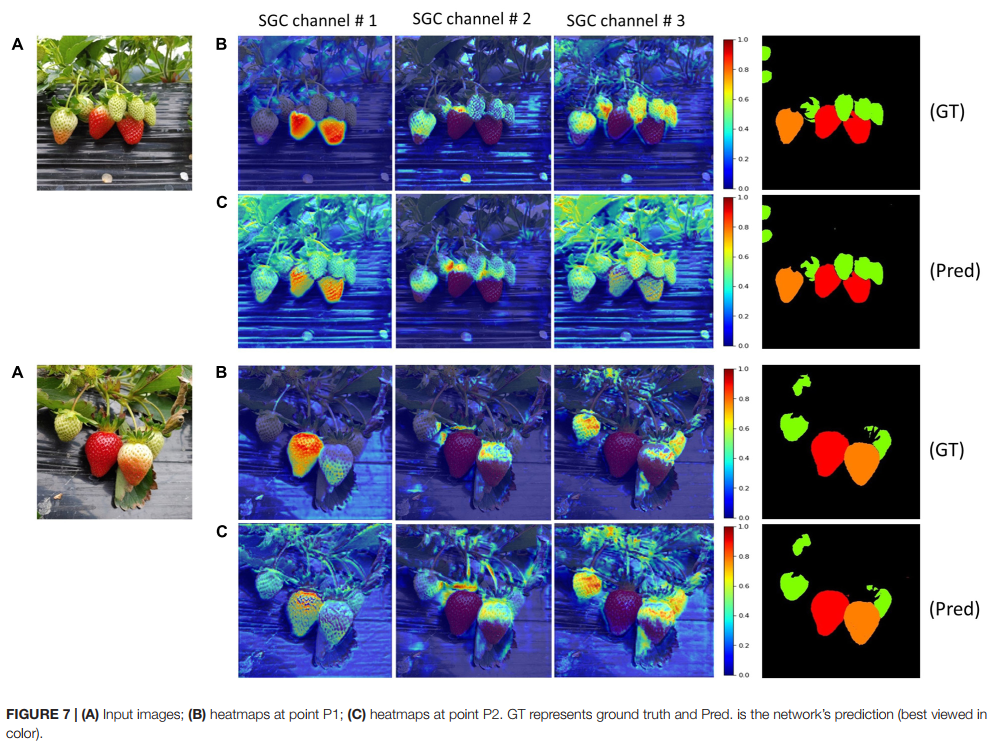 SGC channel # 1 SGC channel # 2 SGC channel # 3
A B 1.0 (GT)
0.8
0.6
0.4
0.2
0.0
C 1.0 (Pred)
0.8
0.6
0.4
0.2
0.0
A B 1.0 (GT)
0.8
0.6
0.4
0.2
0.0
C 1.0 (Pred)
0.8
0.6
0.4
0.2
0.0
FIGURE 7 | (A) Input images; (B) heatmaps at point P1; (C) heatmaps at point P2. GT represents ground truth and Pred. is the network's prediction (best viewed in
color).